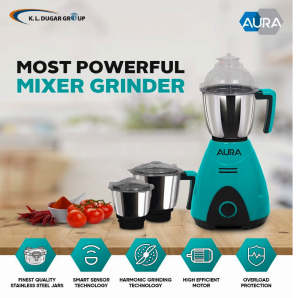 K. L. DUGAR GROUP
AURA
MOST POWERFUL
MIXER GRINDER
AURA
FINEST QUALITY
STAINLESS STEEL JARS
SMART SENSOR
TECHNOLOGY
HARMONIC GRINDING
TECHNOLOGY
HIGH EFFICIENT
MOTOR
OVERLOAD
PROTECTION